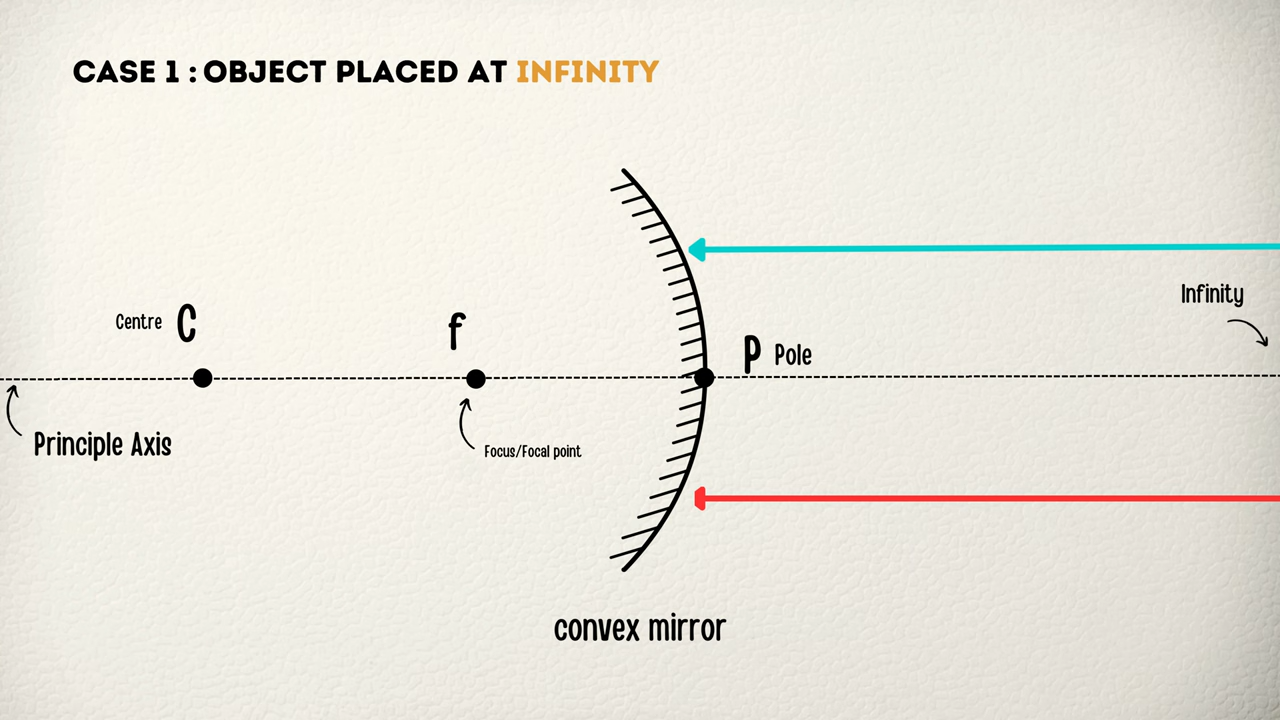 CASE 1 : OBJECT PLACED AT INFINITY
Infinity
Centre C
f
P Pole
Principle Axis
Focus/Focal point
convex mirror